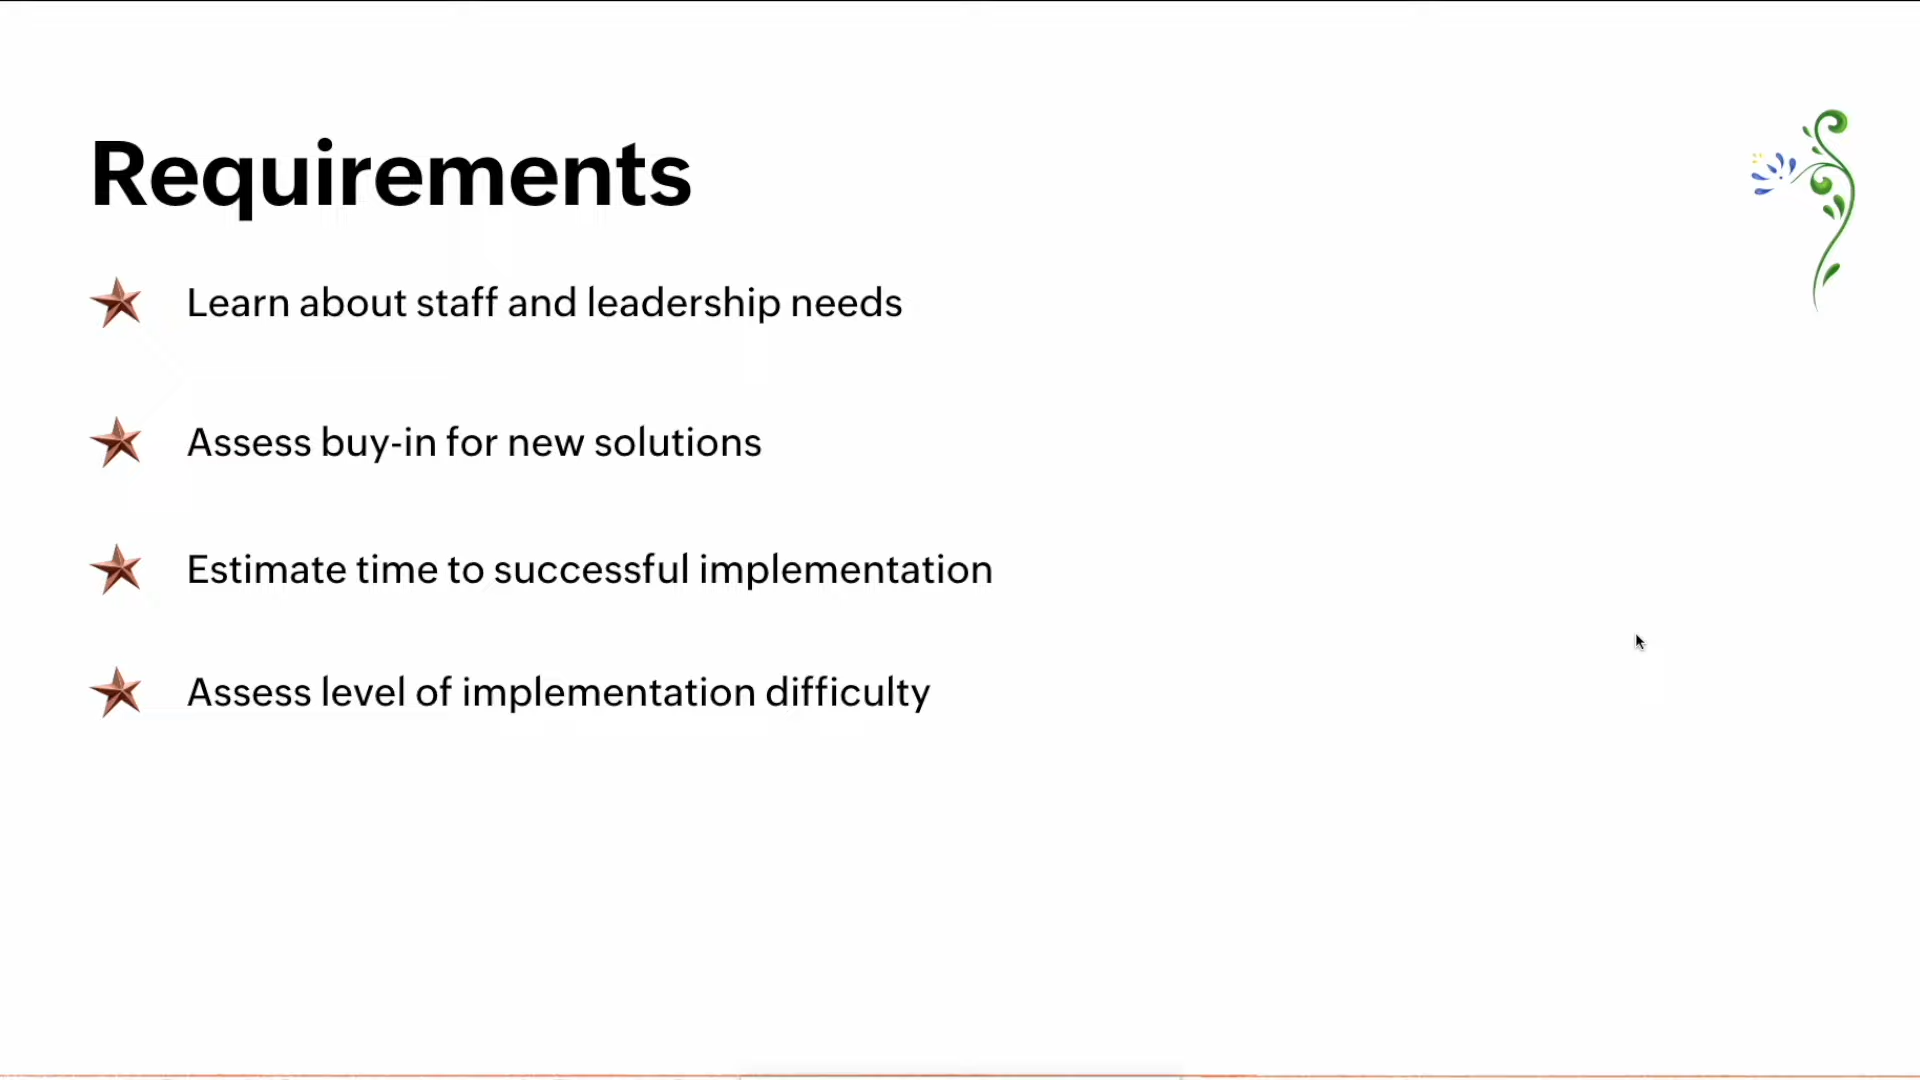 Requirements
Learn about staff and leadership needs
Assess buy-in for new solutions
Estimate time to successful implementation
Assess level of implementation difficulty